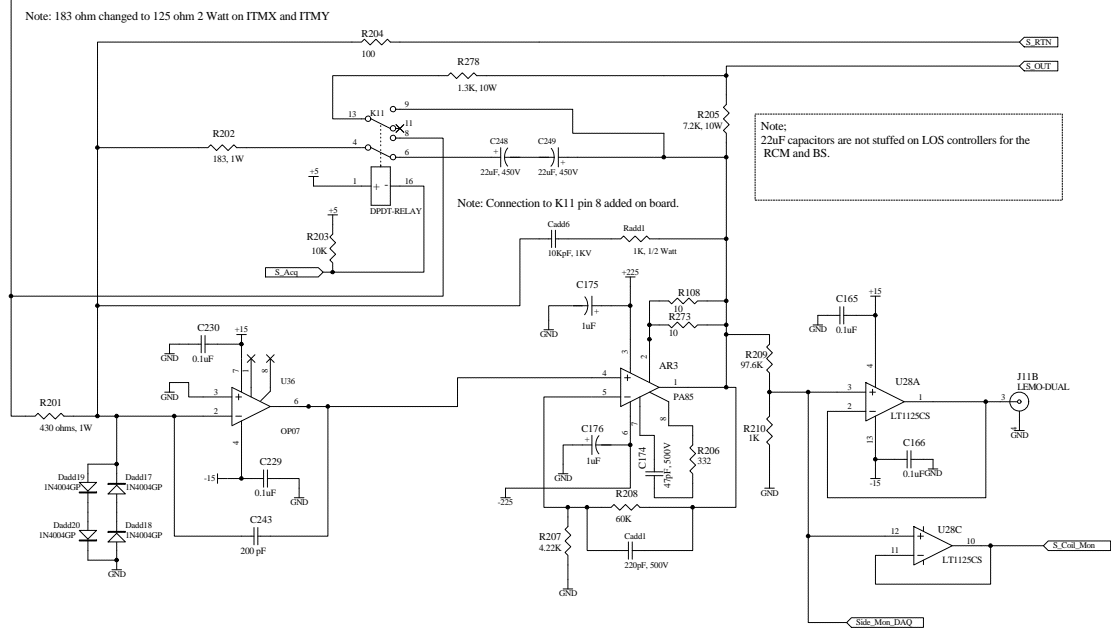 Note: 183 ohm changed to 125 ohm 2 Watt on ITMX and ITMY
R204
100
S_RTN
R278
1.3K, 10W
S_OUT
K11
9
13
11
8
R205
7.2K, 10W
Note;
22uF capacitors are not stuffed on LOS controllers for the
RCM and BS.
R202
183, 1W
4
6
C248
22uF, 450V
+
C249
22uF, 450V
+
+5
1
+ -
16
DPDT-RELAY
Note: Connection to K11 pin 8 added on board.
+5
R203
10K
S_Acq
Cadd6
10KpF, 1KV
Radd1
1K, 1/2 Watt
+225
C175
+
1uF
GND
R108
10
R273
10
C165
0.1uF
GND
+15
C230
0.1uF
GND
+15
7
1
8
U36
GND
3
+
2
-
6
4
OP07
3
2
AR3
4
+
5
-
1
PA85
6
7
8
R209
97.6K
4
U28A
3
+
2
-
1
LT1125CS
13
J11B
LEMO-DUAL
3
4
GND
R201
430 ohms, 1W
-15
C229
0.1uF
GND
C176
+
1uF
GND
-225
C174
47pF, 500V
R206
332
R210
1K
GND
C166
0.1uF
GND
-15
Dadd19
1N4004GP
Dadd17
1N4004GP
Dadd20
1N4004GP
Dadd18
1N4004GP
GND
C243
200 pF
R208
60K
R207
4.22K
GND
Cadd1
220pF, 500V
12
+
11
-
U28C
10
LT1125CS
S_Coil_Mon
Side_Mon_DAQ